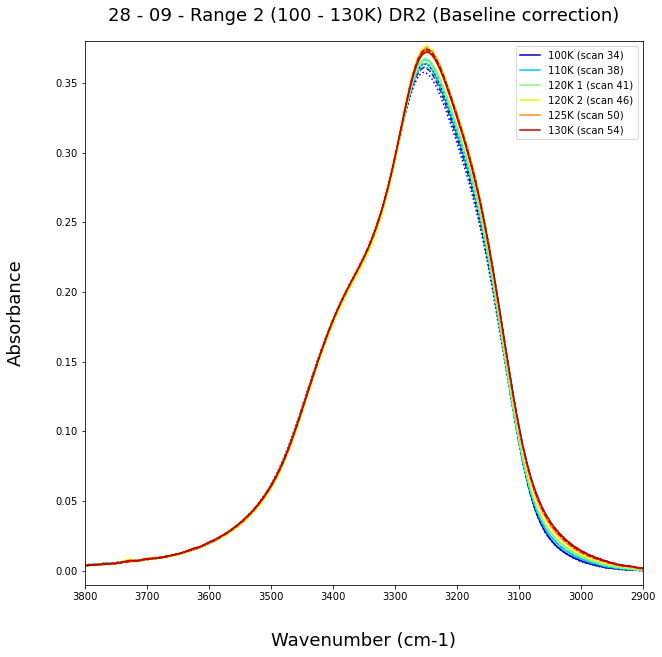 28 - 09 - Range 2 (100 - 130K) DR2 (Baseline correction)
100K (scan 34)
110K (scan 38)
120K 1 (scan 41)
120K 2 (scan 46)
125K (scan 50)
130K (scan 54)
Absorbance
0.35
0.30
0.25
0.20
0.15
0.10
0.05
0.00
3800 3700 3600 3500 3400 3300 3200 3100 3000 2900
Wavenumber (cm-1)